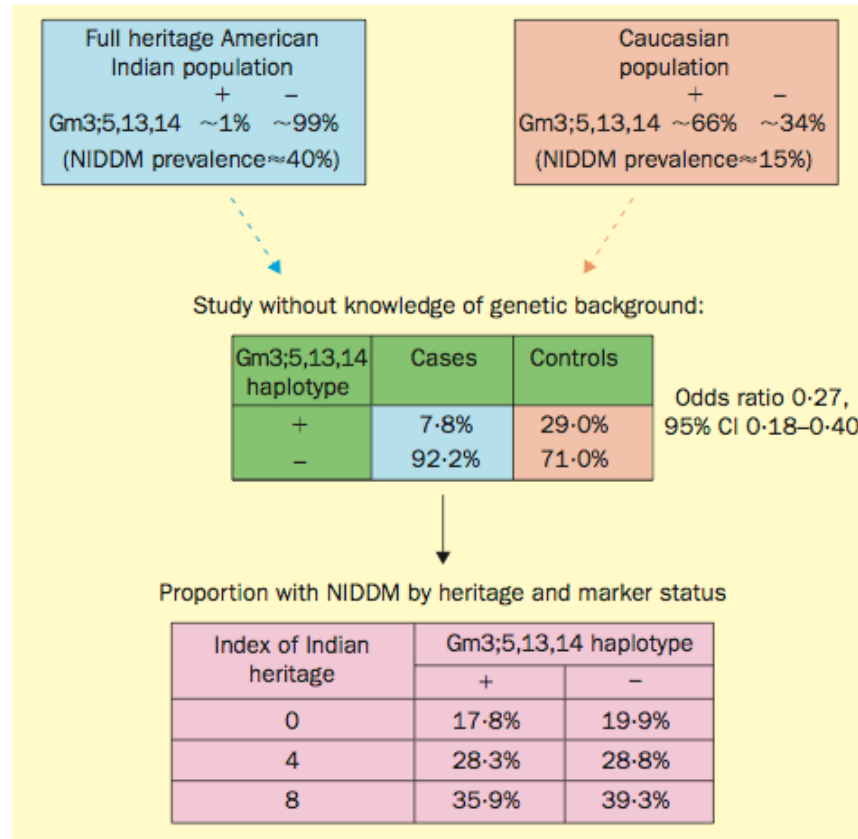 Full heritage American
Indian population
+ −
Gm3;5,13,14 ~1% ~99%
(NIDDM prevalence≈40%)
Caucasian
population
+ −
Gm3;5,13,14 ~66% ~34%
(NIDDM prevalence≈15%)
Study without knowledge of genetic background:
Gm3;5,13,14
haplotype
Cases
Controls
+ 7·8% 29·0%
− 92·2% 71·0%
Odds ratio 0·27,
95% CI 0·18–0·40
Proportion with NIDDM by heritage and marker status
Index of Indian
heritage
Gm3;5,13,14 haplotype
+ −
0 17·8% 19·9%
4 28·3% 28·8%
8 35·9% 39·3%